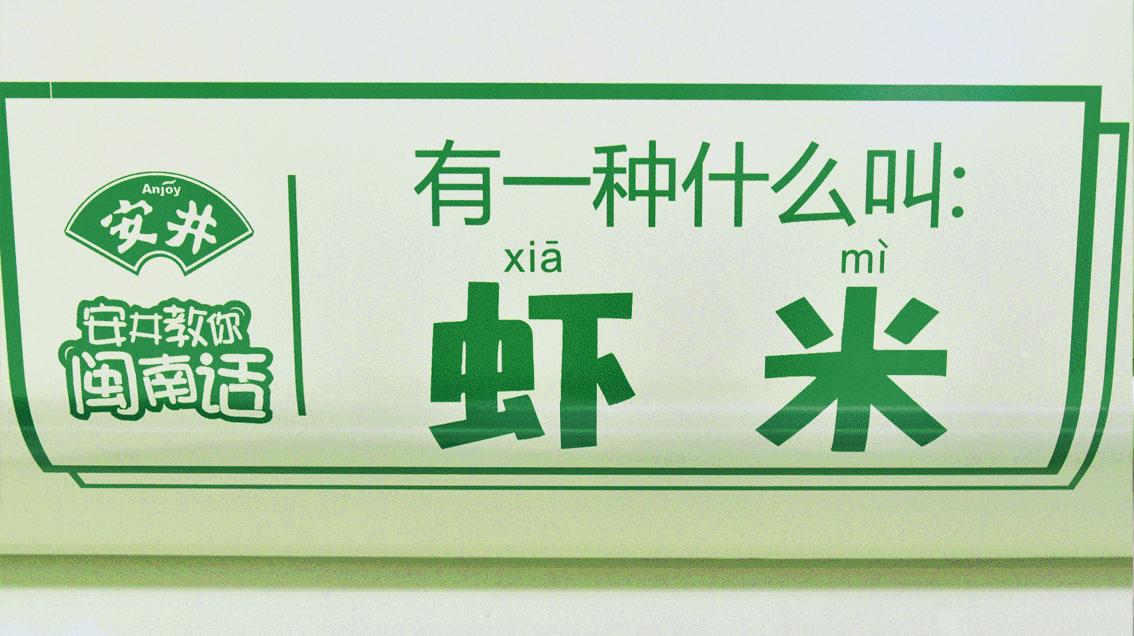 Anjoy
安井
安井教你
闽南话
有一种什么叫:
xiā mì
虾 米